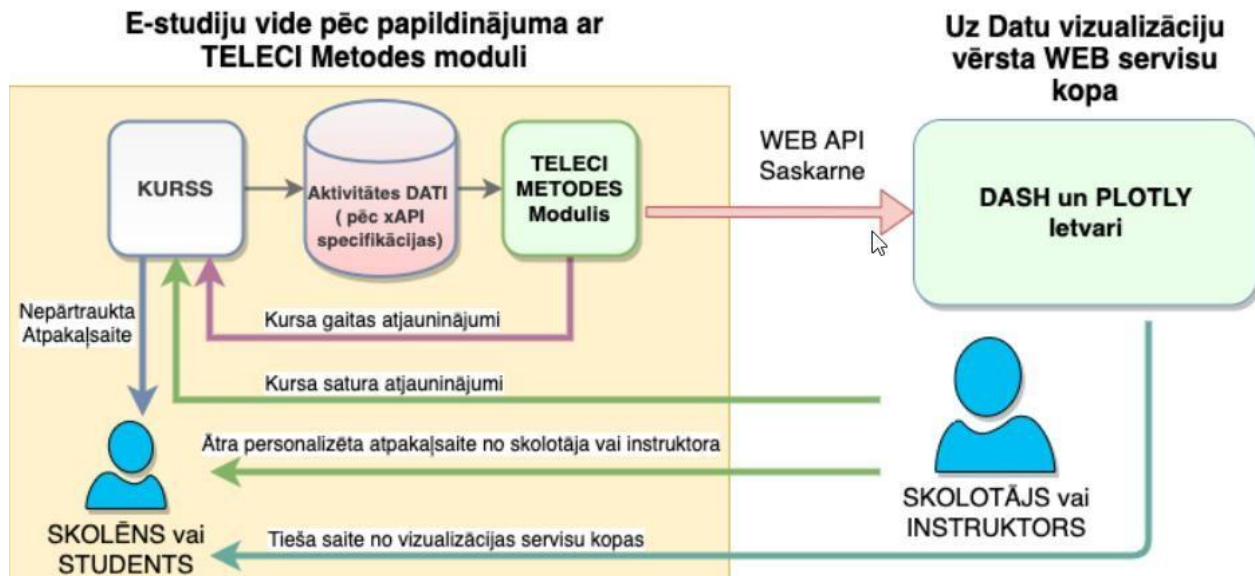 E-studiju vide pēc papildinājuma ar
TELECI Metodes moduli
Uz Datu vizualizāciju
vērsta WEB servisu
kopa
KURSS
Aktivitātes DATI
( pēc xAPI
specifikācijas)
TELECI
METODES
Modulis
WEB API
Saskarne
DASH un PLOTLY
Ietvari
Nepārtraukta
Atpakaļsaite
Kursa gaitas atjauninājumi
Kursa satura atjauninājumi
Ātra personalizēta atpakaļsaite no skolotāja vai instruktora
SKOLĒNS vai
STUDENTS
SKOLOTĀJS vai
INSTRUKTORS
Tieša saite no vizualizācijas servisu kopas